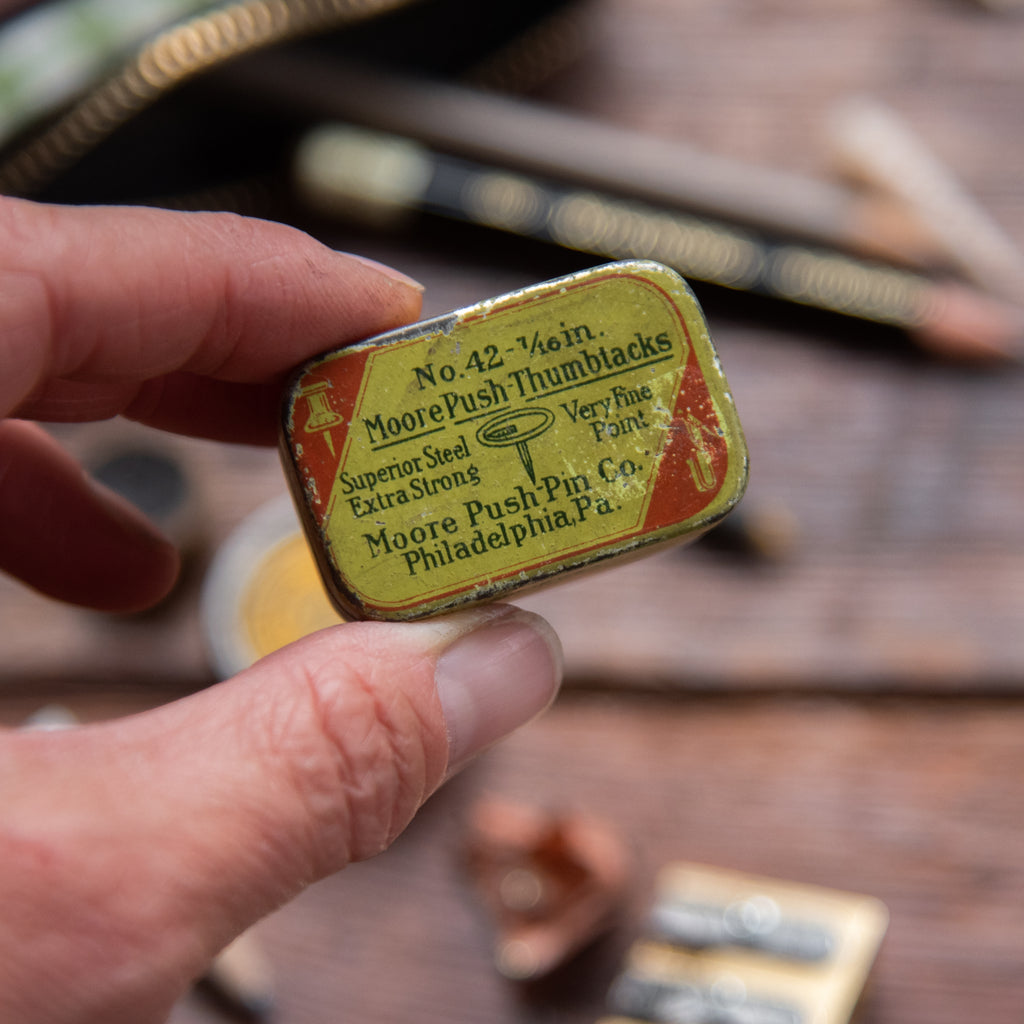 No. 42 - 7/16 in.
Moore Push-Thumbtacks
Superior Steel
Extra Strong
Very Fine
Point
Moore Push-Pin Co.
Philadelphia, Pa.